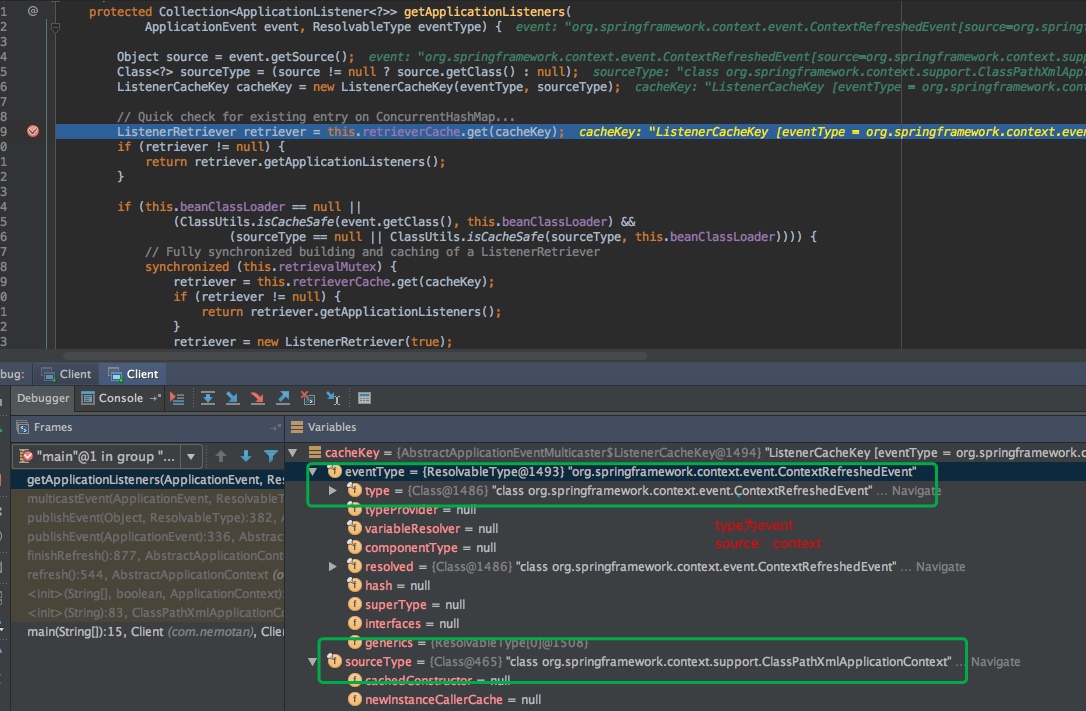 1 @ protected Collection<ApplicationListener<?>> getApplicationListeners(
2 ApplicationEvent event, ResolvableType eventType) { event: "org.springframework.context.event.ContextRefreshedEvent[source=org.spring
3
4 Object source = event.getSource(); event: "org.springframework.context.event.ContextRefreshedEvent[source=org.springframework.context.supp
5 Class<?> sourceType = (source != null ? source.getClass() : null); sourceType: "class org.springframework.context.support.ClassPathXmlAppl
6 ListenerCacheKey cacheKey = new ListenerCacheKey(eventType, sourceType); cacheKey: "ListenerCacheKey [eventType = org.springframework.con
7
8 // Quick check for existing entry on ConcurrentHashMap...
9 ListenerRetriever retriever = this.retrieverCache.get(cacheKey); cacheKey: "ListenerCacheKey [eventType = org.springframework.context.even
0 if (retriever != null) {
1 return retriever.getApplicationListeners();
2 }
3
4 if (this.beanClassLoader == null ||
5 (ClassUtils.isCacheSafe(event.getClass(), this.beanClassLoader) &&
6 (sourceType == null || ClassUtils.isCacheSafe(sourceType, this.beanClassLoader)))) {
7 // Fully synchronized building and caching of a ListenerRetriever
8 synchronized (this.retrievalMutex) {
9 retriever = this.retrieverCache.get(cacheKey);
0 if (retriever != null) {
1 return retriever.getApplicationListeners();
2 }
3 retriever = new ListenerRetriever(true);
bug: Client Client
Debugger Console
Frames
Variables
"main"@1 in group "...
getApplicationListeners(ApplicationEvent, Res
multicastEvent(ApplicationEvent, Resolvable
publishEvent(Object, ResolvableType):382, A
publishEvent(ApplicationEvent):336, Abstrac
finishRefresh():877, AbstractApplicationCont
refresh():544, AbstractApplicationContext (o
<init>(String[], boolean, ApplicationContext):
<init>(String):83, ClassPathXmlApplicationCo
main(String[]):15, Client (com.nemotan), Clien
cacheKey = {AbstractApplicationEventMulticaster$ListenerCacheKey@1494} "ListenerCacheKey [eventType = org.springframework.con
eventType = {ResolvableType@1493} "org.springframework.context.event.ContextRefreshedEvent"
type = {Class@1486} "class org.springframework.context.event.ContextRefreshedEvent" ... Navigate
typeProvider = null
variableResolver = null
componentType = null
resolved = {Class@1486} "class org.springframework.context.event.ContextRefreshedEvent" ... Navigate
hash = null
superType = null
interfaces = null
generics = {ResolvableType[0]@1508}
sourceType = {Class@465} "class org.springframework.context.support.ClassPathXmlApplicationContext" ... Navigate
cachedConstructor = null
newInstanceCallerCache = null
type为event
source: context